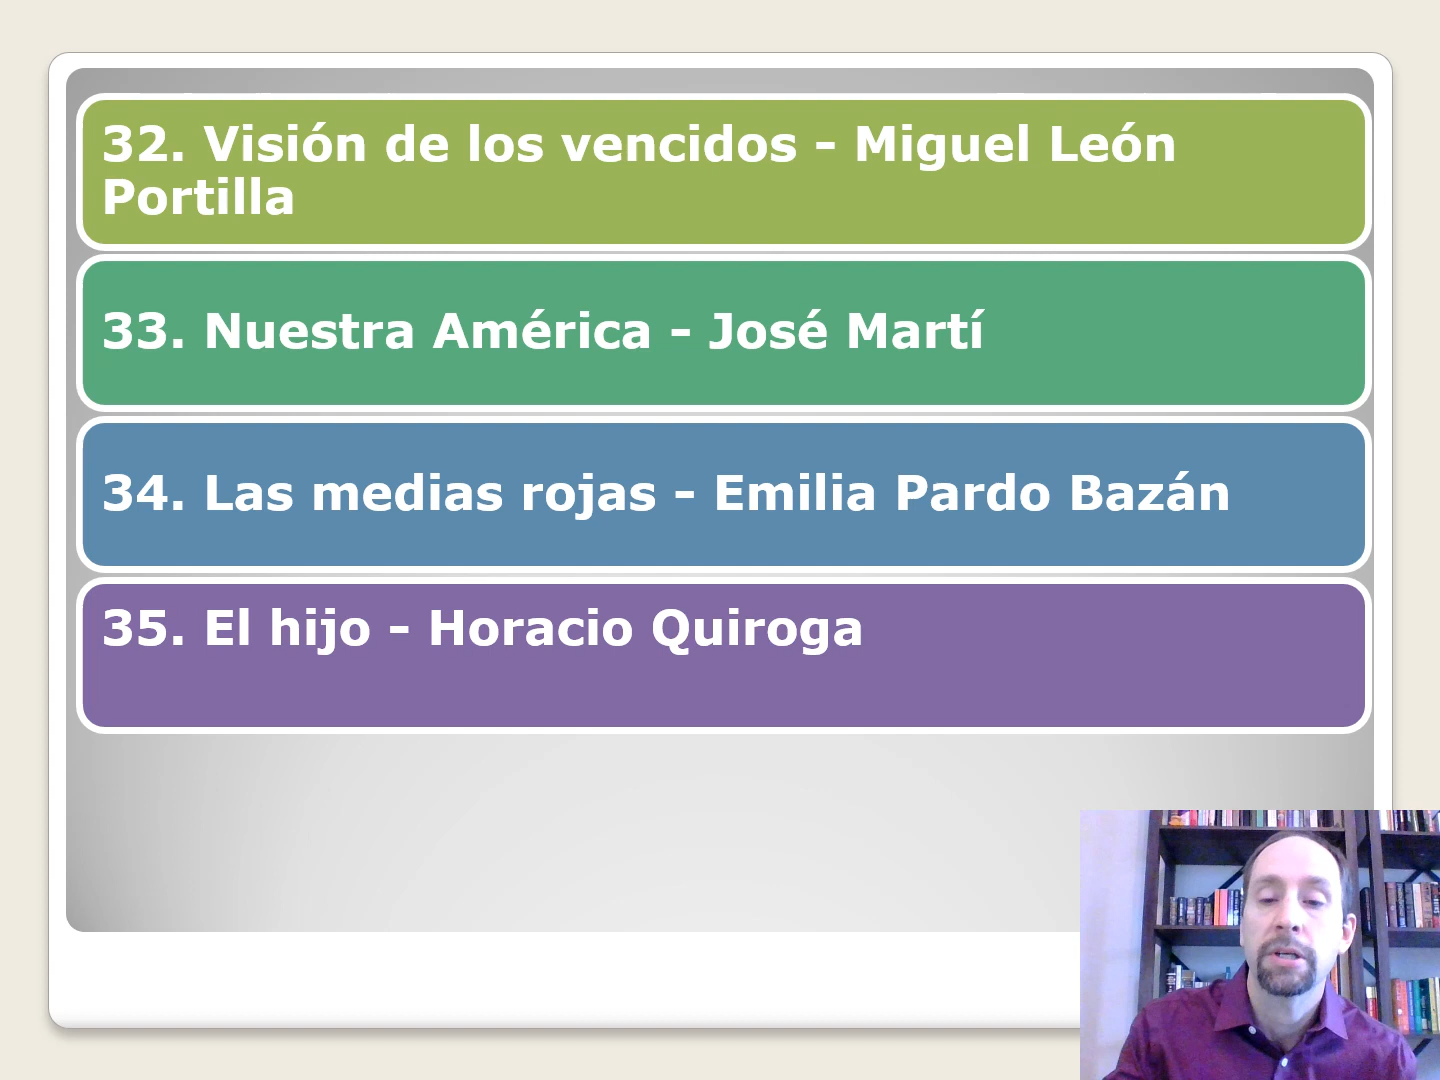 32. Visión de los vencidos - Miguel León
Portilla
33. Nuestra América - José Martí
34. Las medias rojas - Emilia Pardo Bazán
35. El hijo - Horacio Quiroga